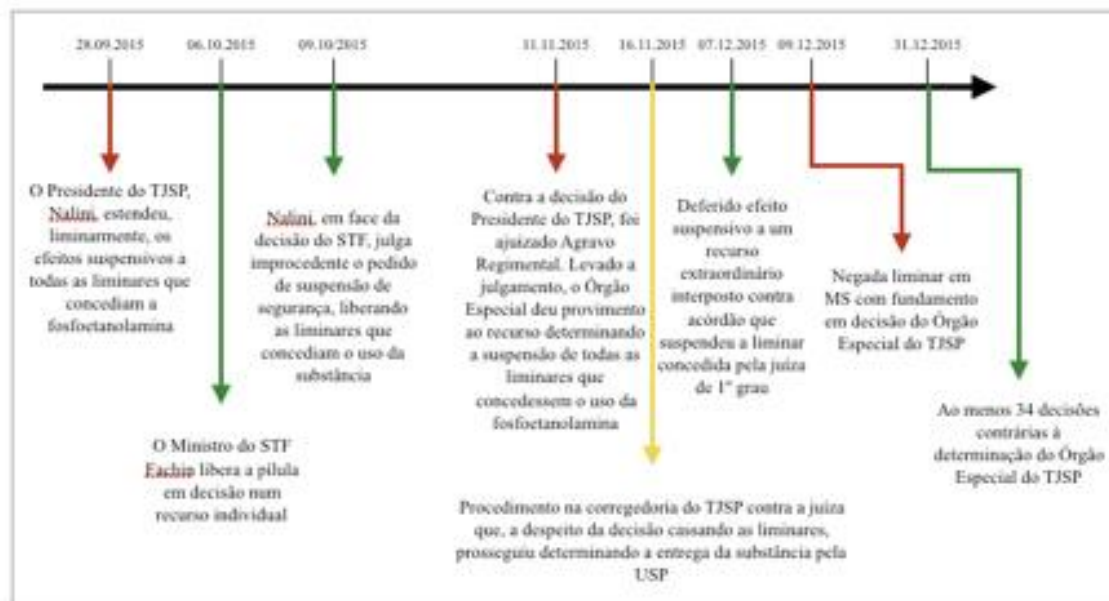 28.09.2015
06.10.2015
09.10/2015
11.11.2015
16.11.2015
07.12.2015
09.12.2015
31.12.2015
O Presidente do TJSP,
Nalini, estendeu,
liminarmente, os
efeitos suspensivos a
todas as liminares que
concediam a
fosfoetanolamina
O Ministro do STF
Fachin libera a pílula
em decisão num
recurso individual
Nalini, em face da
decisão do STF, julga
improcedente o pedido
de suspensão de
segurança, liberando
as liminares que
concediam o uso da
substância
Contra a decisão do
Presidente do TJSP, foi
ajuizado Agravo
Regimental. Levado a
julgamento, o Órgão
Especial deu provimento
ao recurso determinando
a suspensão de todas as
liminares que
concedessem o uso da
fosfoetanolamina
Procedimento na corregedoria do TJSP contra a juíza
que, a despeito da decisão cassando as liminares,
prosseguiu determinando a entrega da substância pela
USP
Deferido efeito
suspensivo a um
recurso
extraordinário
interposto contra
acórdão que
suspendeu a liminar
concedida pela juíza
de 1º grau
Negada liminar em
MS com fundamento
em decisão do Órgão
Especial do TJSP
Ao menos 34 decisões
contrárias à
determinação do Órgão
Especial do TJSP